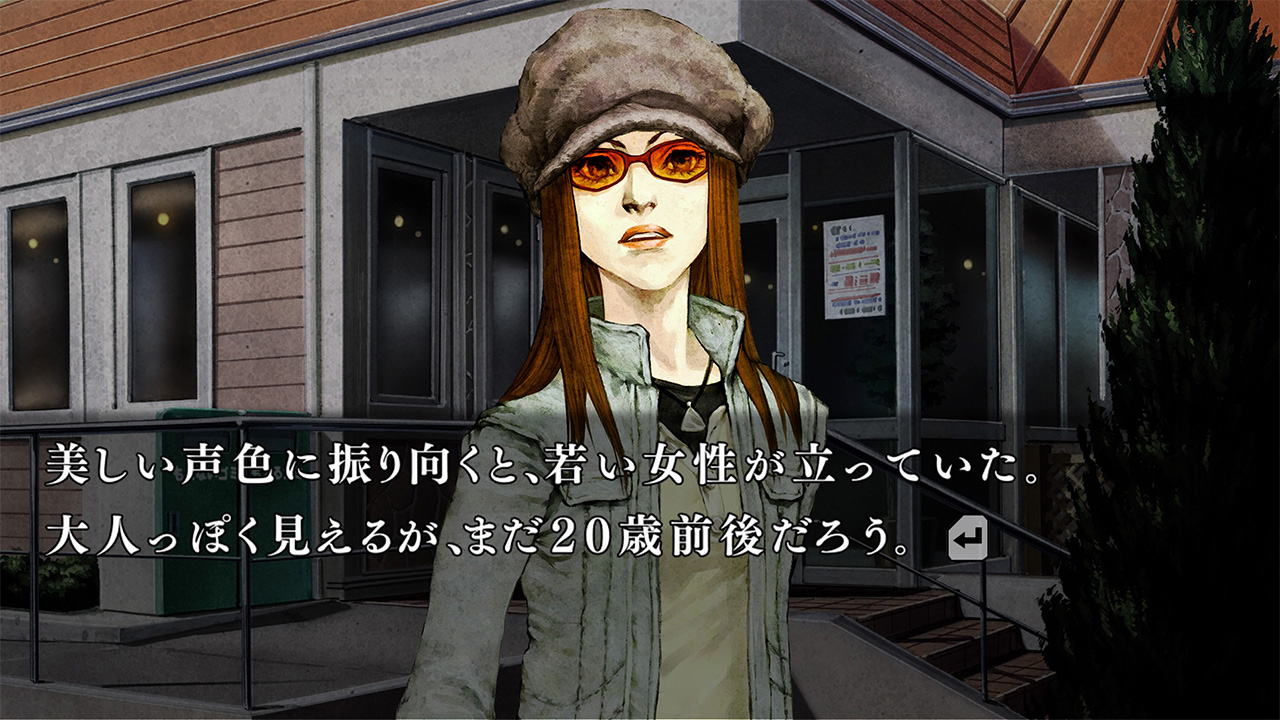 美しい声色に振り向くと、若い女性が立っていた。
大人っぽく見えるが、まだ20歳前後だろう。